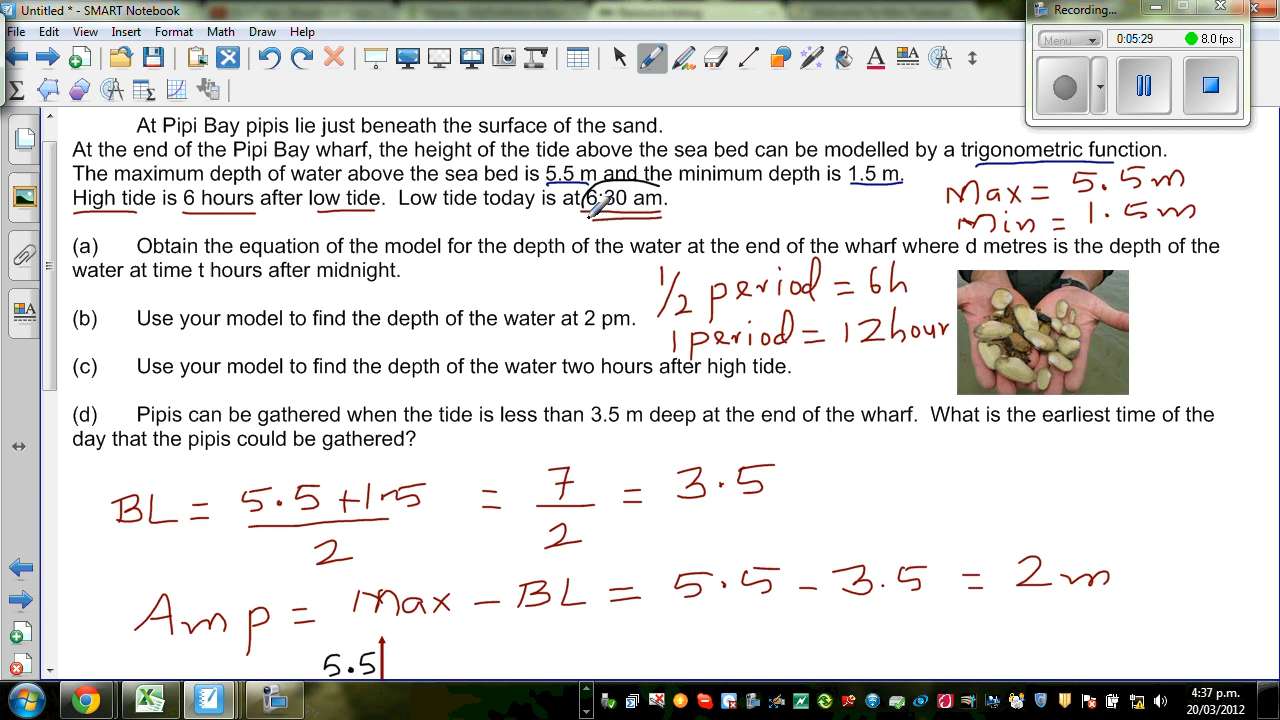 Untitled * - SMART Notebook
File Edit View Insert Format Math Draw Help
Recording...
Menu
0:05:29
8.0 fps
At Pipi Bay pipis lie just beneath the surface of the sand.
At the end of the Pipi Bay wharf, the height of the tide above the sea bed can be modelled by a trigonometric function.
The maximum depth of water above the sea bed is 5.5 m and the minimum depth is 1.5 m.
High tide is 6 hours after low tide. Low tide today is at 6:30 am.
Max = 5.5m
Min = 1.5m
(a) Obtain the equation of the model for the depth of the water at the end of the wharf where d metres is the depth of the
water at time t hours after midnight.
1/2 period = 6h
(b) Use your model to find the depth of the water at 2 pm.
1 period = 12hour
(c) Use your model to find the depth of the water two hours after high tide.
(d) Pipis can be gathered when the tide is less than 3.5 m deep at the end of the wharf. What is the earliest time of the
day that the pipis could be gathered?
BL = 5.5+1.5 / 2 = 7 / 2 = 3.5
Amp = Max - BL = 5.5 - 3.5 = 2m
5.5
4:37 p.m.
20/03/2012